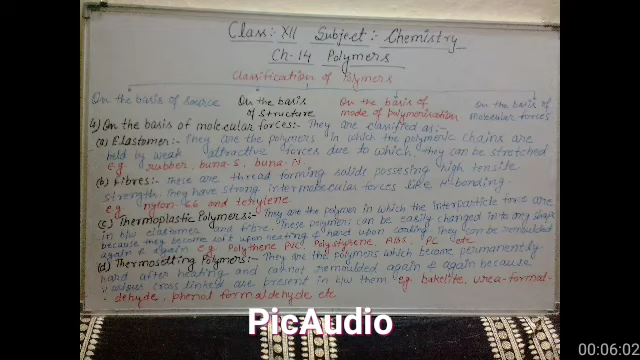 Class: XII Subject: Chemistry
Ch-14 Polymers
Classification of Polymers
On the basis of source
On the basis of structure
On the basis of mode of polymerisation
On the basis of molecular forces
4) On the basis of molecular forces:- They are classified as:-
(a) Elastomer:- They are the polymers in which the polymeric chains are
held by weak attractive forces due to which they can be stretched
e.g. rubber, buna-S, buna-N.
(b) Fibres:- These are thread forming solids possesing high tensile
strength. They have strong intermolecular forces like H-bonding.
e.g. nylon-66 and terylene.
(c) Thermoplastic Polymers:- They are the polymer in which the interparticle force are
in b/w elastomer and fibre. These polymers can be easily changed into any shape
because they become soft upon heating & hard upon cooling. They can be remoulded
again & again e.g. Polythene PVC, Polystyrene, ABS, PC etc
(d) Thermosetting Polymers:- They are the polymers which become permanently
hard after heating and cannot remoulded again & again because
various cross linked are present in b/w them e.g. bakelite, urea-formal-
dehyde, phenol formaldehyde etc
PicAudio
00:06:02